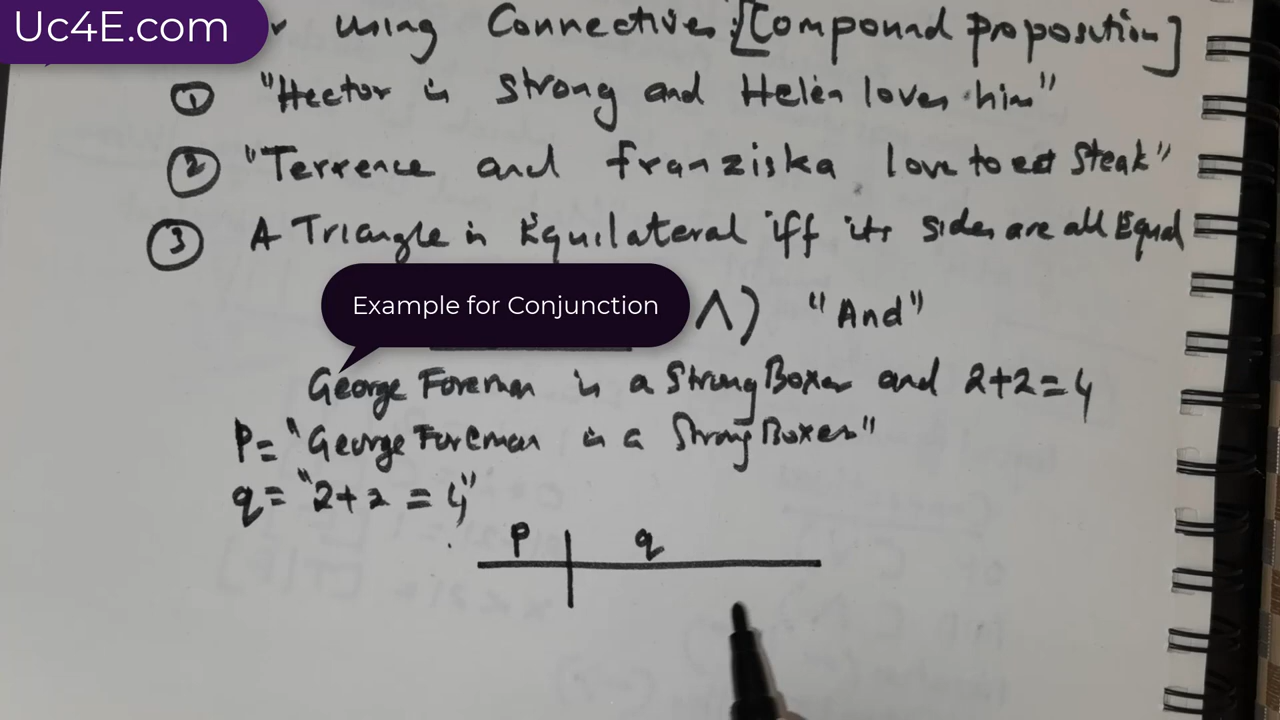 Uc4E.com
r using Connectives: [Compound proposition]
① "Hector is strong and Helen loves him"
② "Terrence and franziska love to eat Steak"
③ A Triangle is Equilateral iff its sides are all Equal
Example for Conjunction
∧) "And"
George Foreman is a Strong Boxer and 2+2=4
P= "George Foreman is a Strong Boxer"
q= "2+2=4"
P q